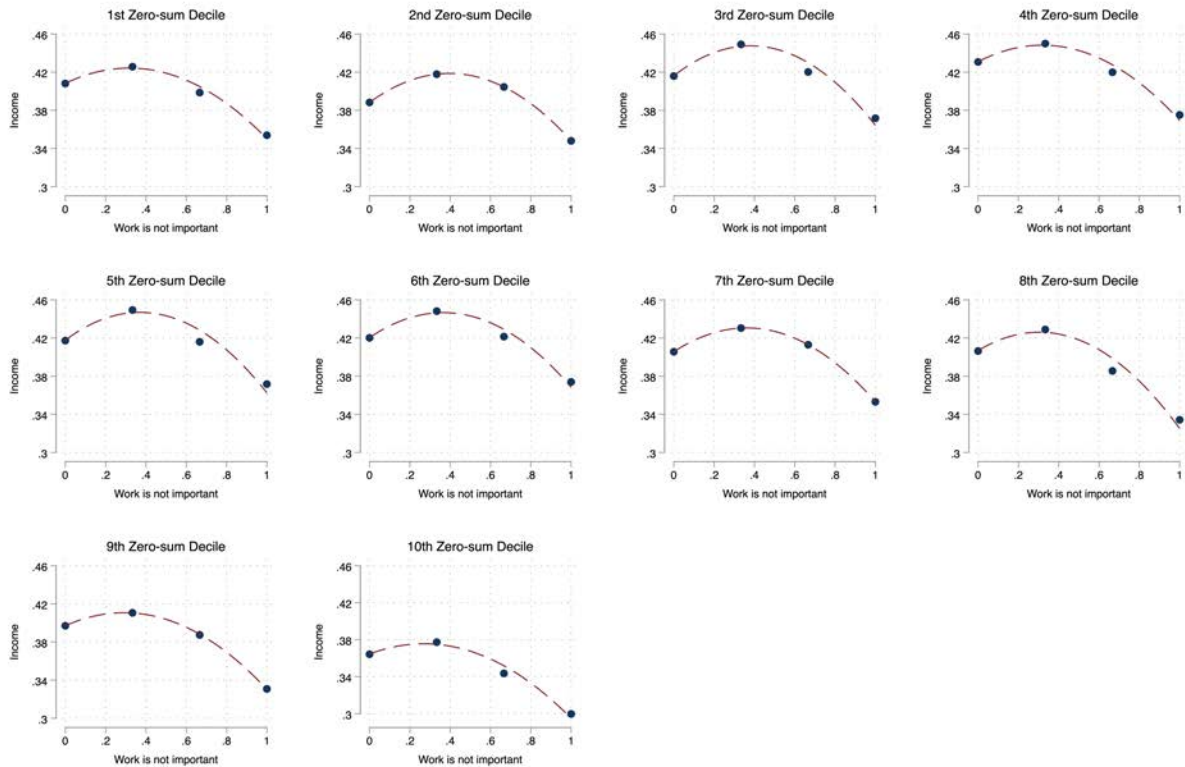 1st Zero-sum Decile
.46
.42
.38
.34
.3
Income
0 .2 .4 .6 .8 1
Work is not important
2nd Zero-sum Decile
.46
.42
.38
.34
.3
Income
0 .2 .4 .6 .8 1
Work is not important
3rd Zero-sum Decile
.46
.42
.38
.34
.3
Income
0 .2 .4 .6 .8 1
Work is not important
4th Zero-sum Decile
.46
.42
.38
.34
.3
Income
0 .2 .4 .6 .8 1
Work is not important
5th Zero-sum Decile
.46
.42
.38
.34
.3
Income
0 .2 .4 .6 .8 1
Work is not important
6th Zero-sum Decile
.46
.42
.38
.34
.3
Income
0 .2 .4 .6 .8 1
Work is not important
7th Zero-sum Decile
.46
.42
.38
.34
.3
Income
0 .2 .4 .6 .8 1
Work is not important
8th Zero-sum Decile
.46
.42
.38
.34
.3
Income
0 .2 .4 .6 .8 1
Work is not important
9th Zero-sum Decile
.46
.42
.38
.34
.3
Income
0 .2 .4 .6 .8 1
Work is not important
10th Zero-sum Decile
.46
.42
.38
.34
.3
Income
0 .2 .4 .6 .8 1
Work is not important